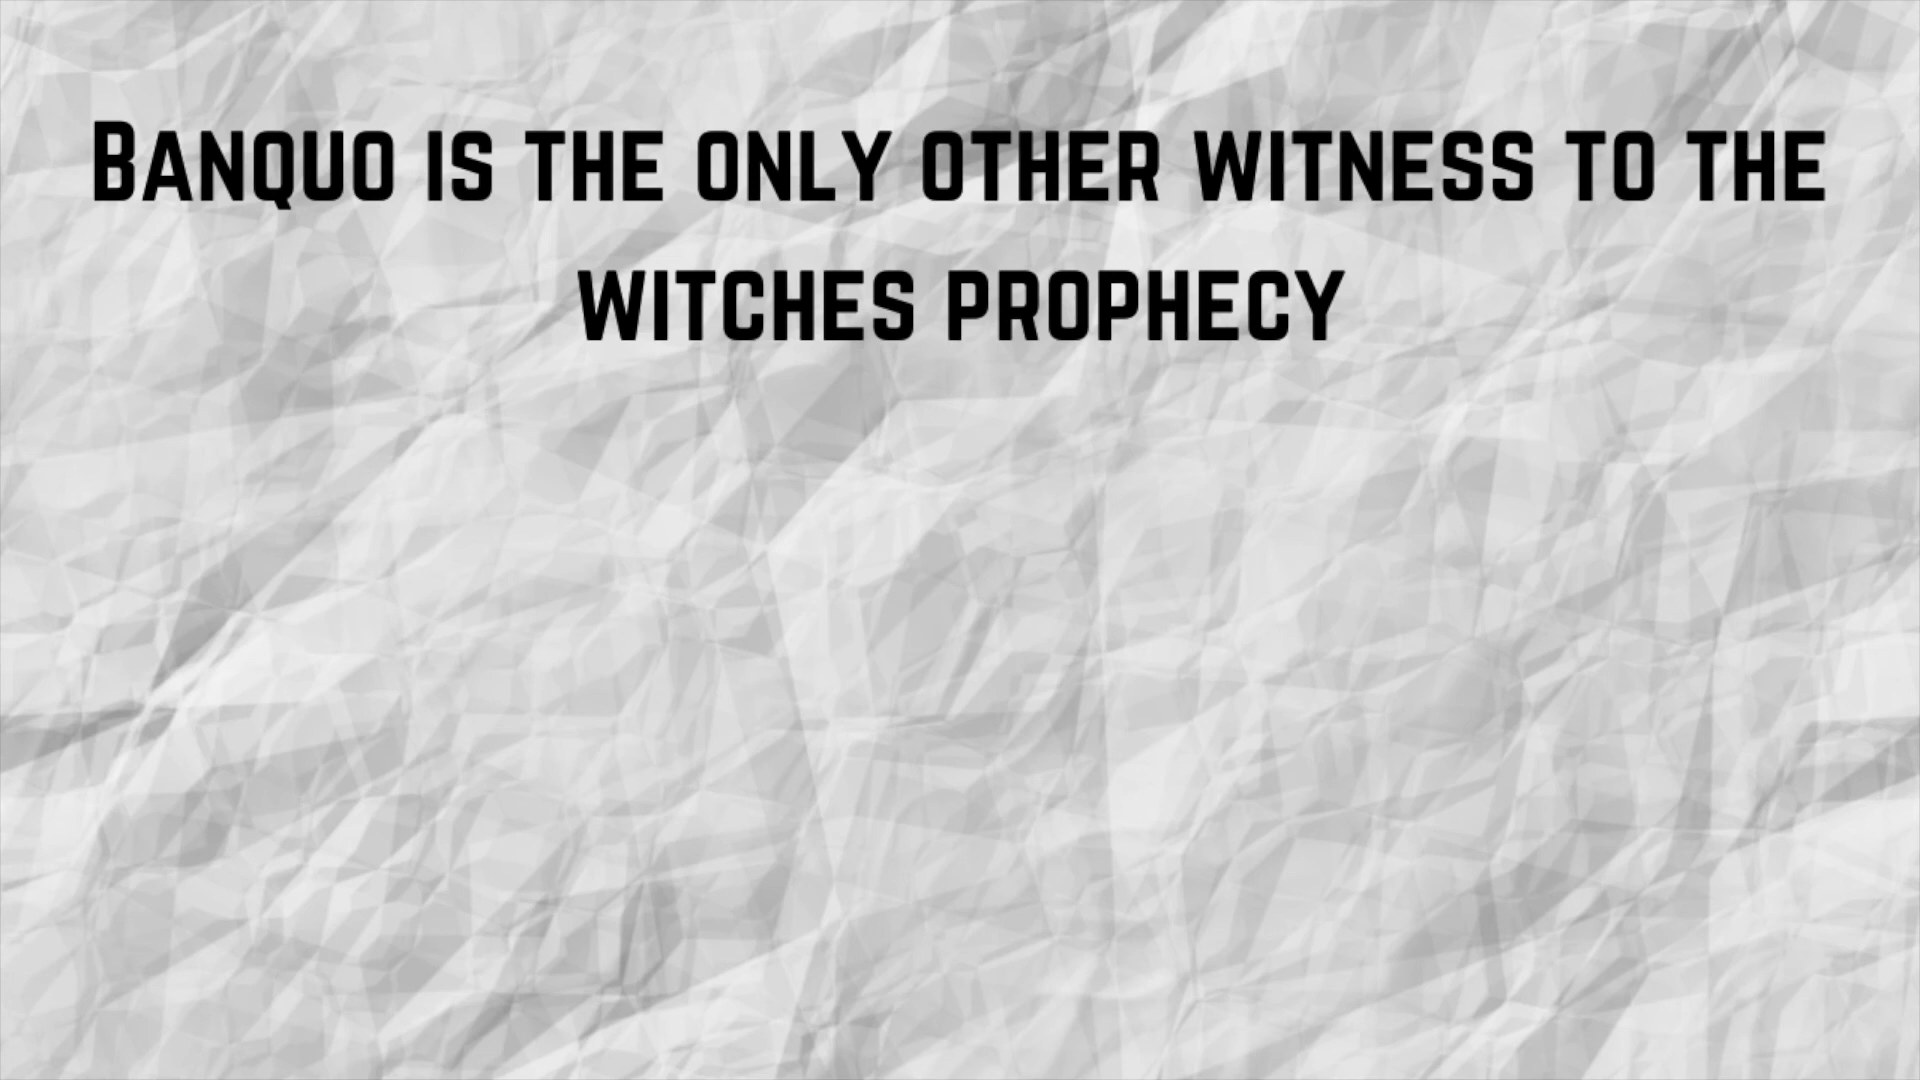 Banquo is the only other witness to the
witches prophecy